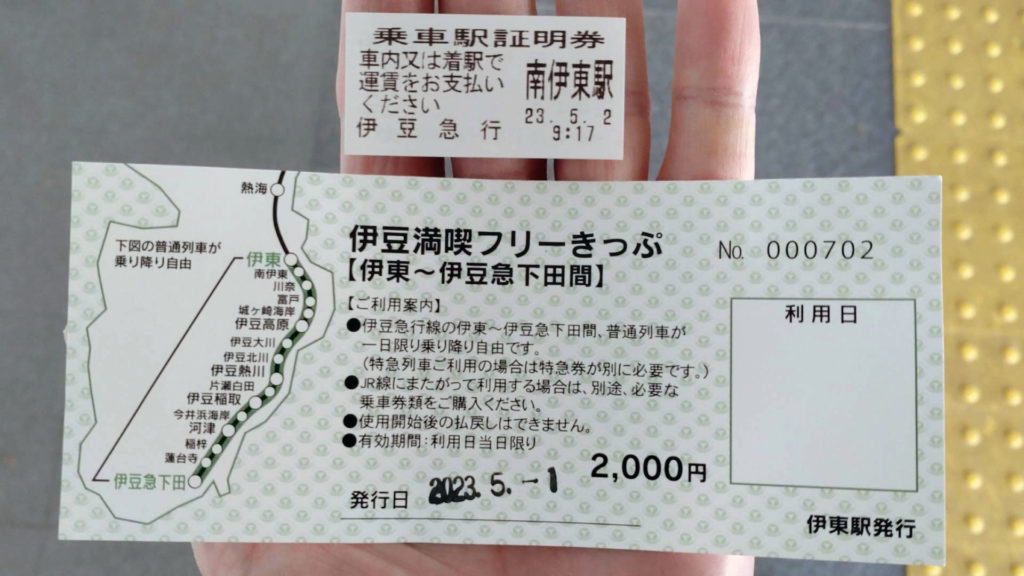 乗車駅証明券
車内又は着駅で
運賃をお支払い
ください
伊豆急行
南伊東駅
23. 5. 2
9:17
熱海
下図の普通列車が
乗り降り自由
伊東
南伊東
川奈
富戸
城ヶ崎海岸
伊豆高原
伊豆大川
伊豆北川
伊豆熱川
片瀬白田
伊豆稲取
今井浜海岸
河津
稲梓
蓮台寺
伊豆急下田
伊豆満喫フリーきっぷ
【伊東～伊豆急下田間】
【ご利用案内】
●伊豆急行線の伊東～伊豆急下田間、普通列車が
一日限り乗り降り自由です。
(特急列車ご利用の場合は特急券が別に必要です。)
●JR線にまたがって利用する場合は、別途、必要な
乗車券類をご購入ください。
●使用開始後の払戻しはできません。
●有効期間:利用日当日限り
2,000円
発行日 2023. 5. -1
No. 000702
利用日
伊東駅発行